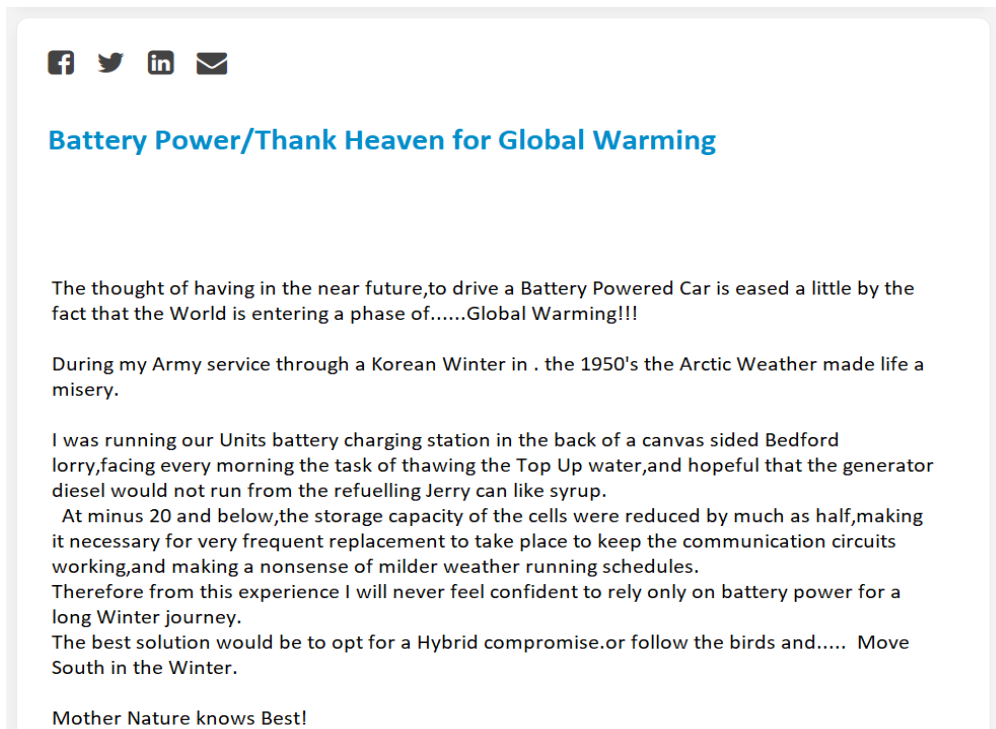 Battery Power/Thank Heaven for Global Warming
The thought of having in the near future,to drive a Battery Powered Car is eased a little by the
fact that the World is entering a phase of......Global Warming!!!
During my Army service through a Korean Winter in . the 1950's the Arctic Weather made life a
misery.
I was running our Units battery charging station in the back of a canvas sided Bedford
lorry,facing every morning the task of thawing the Top Up water,and hopeful that the generator
diesel would not run from the refuelling Jerry can like syrup.
At minus 20 and below,the storage capacity of the cells were reduced by much as half,making
it necessary for very frequent replacement to take place to keep the communication circuits
working,and making a nonsense of milder weather running schedules.
Therefore from this experience I will never feel confident to rely only on battery power for a
long Winter journey.
The best solution would be to opt for a Hybrid compromise.or follow the birds and.....  Move
South in the Winter.
Mother Nature knows Best!